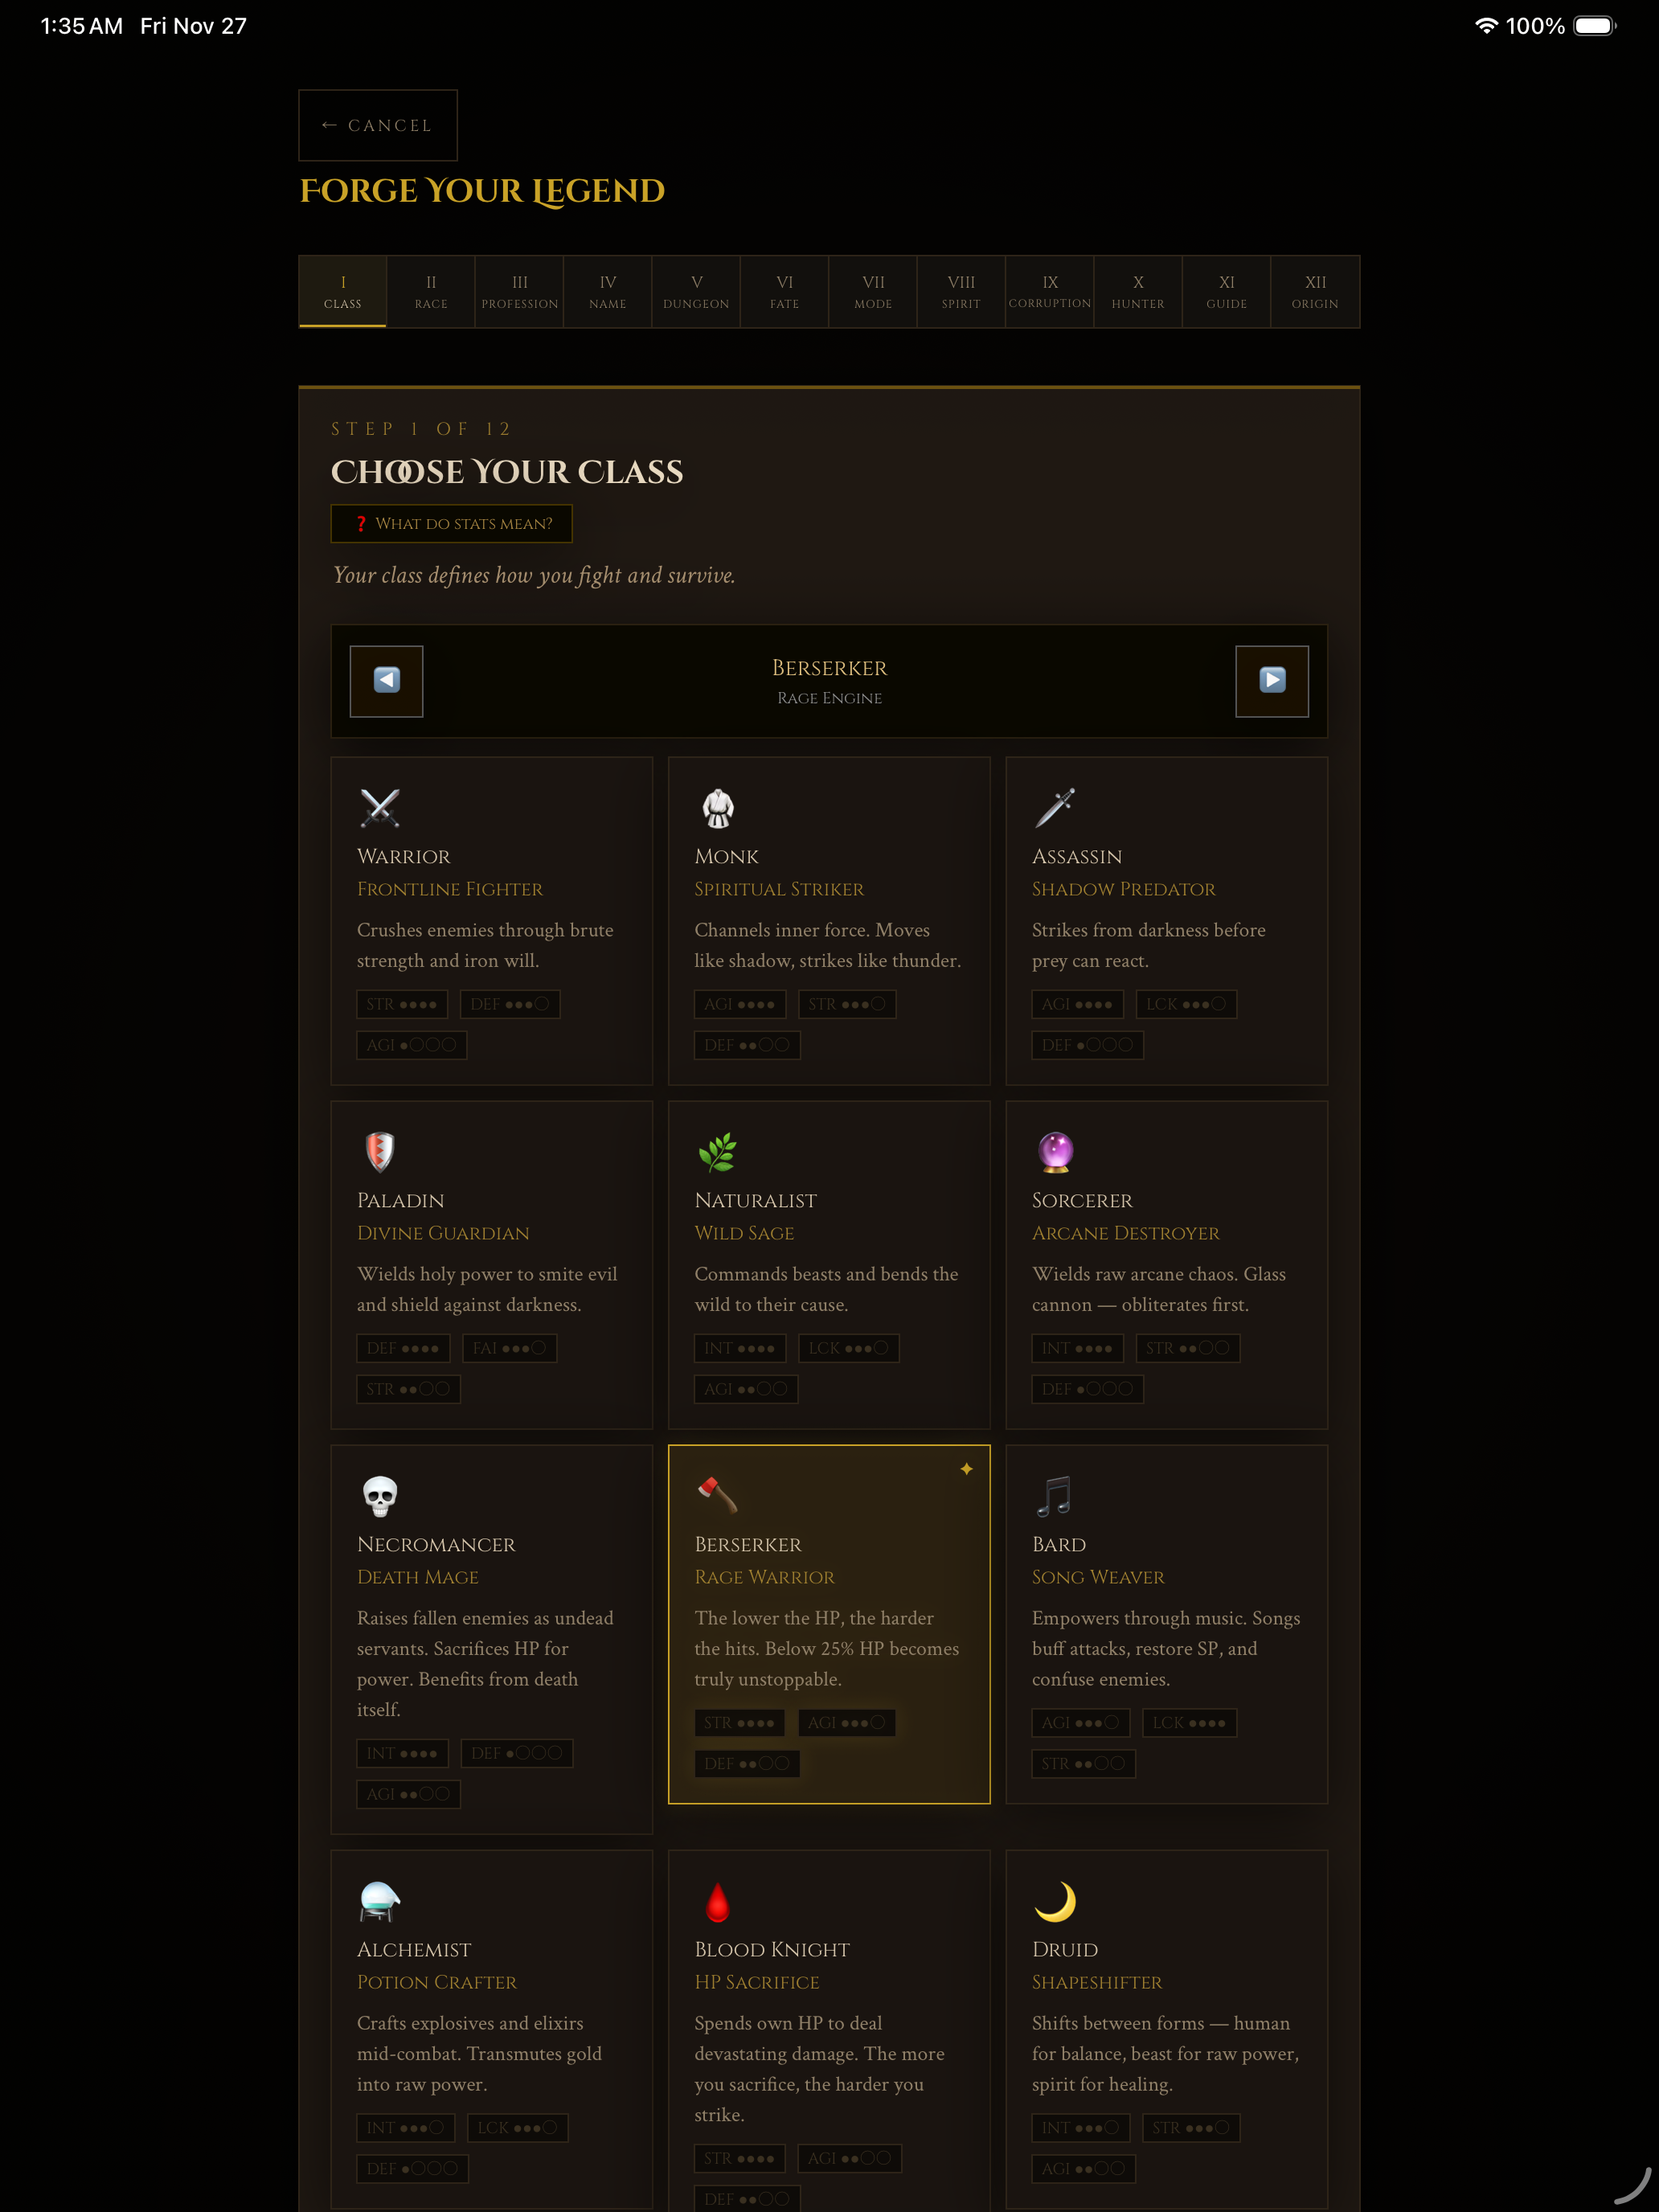 1:35 AM Fri Nov 27
100%
← CANCEL
Forge Your Legend
I
CLASS
II
RACE
III
PROFESSION
IV
NAME
V
DUNGEON
VI
FATE
VII
MODE
VIII
SPIRIT
IX
CORRUPTION
X
HUNTER
XI
GUIDE
XII
ORIGIN
STEP 1 OF 12
Choose Your Class
❓ What do stats mean?
Your class defines how you fight and survive.
◀️
Berserker
Rage Engine
▶️
Warrior
Frontline Fighter
Crushes enemies through brute
strength and iron will.
STR ●●●● DEF ●●●○
AGI ●○○○
Monk
Spiritual Striker
Channels inner force. Moves
like shadow, strikes like thunder.
AGI ●●●● STR ●●●○
DEF ●●○○
Assassin
Shadow Predator
Strikes from darkness before
prey can react.
AGI ●●●● LCK ●●●○
DEF ●○○○
Paladin
Divine Guardian
Wields holy power to smite evil
and shield against darkness.
DEF ●●●● FAI ●●●○
STR ●●○○
Naturalist
Wild Sage
Commands beasts and bends the
wild to their cause.
INT ●●●● LCK ●●●○
AGI ●●○○
Sorcerer
Arcane Destroyer
Wields raw arcane chaos. Glass
cannon — obliterates first.
INT ●●●● STR ●●○○
DEF ●○○○
Necromancer
Death Mage
Raises fallen enemies as undead
servants. Sacrifices HP for
power. Benefits from death
itself.
INT ●●●● DEF ●○○○
AGI ●●○○
✦
Berserker
Rage Warrior
The lower the HP, the harder
the hits. Below 25% HP becomes
truly unstoppable.
STR ●●●● AGI ●●●○
DEF ●●○○
Bard
Song Weaver
Empowers through music. Songs
buff attacks, restore SP, and
confuse enemies.
AGI ●●●○ LCK ●●●●
STR ●●○○
Alchemist
Potion Crafter
Crafts explosives and elixirs
mid-combat. Transmutes gold
into raw power.
INT ●●●○ LCK ●●●○
DEF ●○○○
Blood Knight
HP Sacrifice
Spends own HP to deal
devastating damage. The more
you sacrifice, the harder you
strike.
STR ●●●● AGI ●●○○
DEF ●●○○
Druid
Shapeshifter
Shifts between forms — human
for balance, beast for raw power,
spirit for healing.
INT ●●●○ STR ●●●○
AGI ●●○○